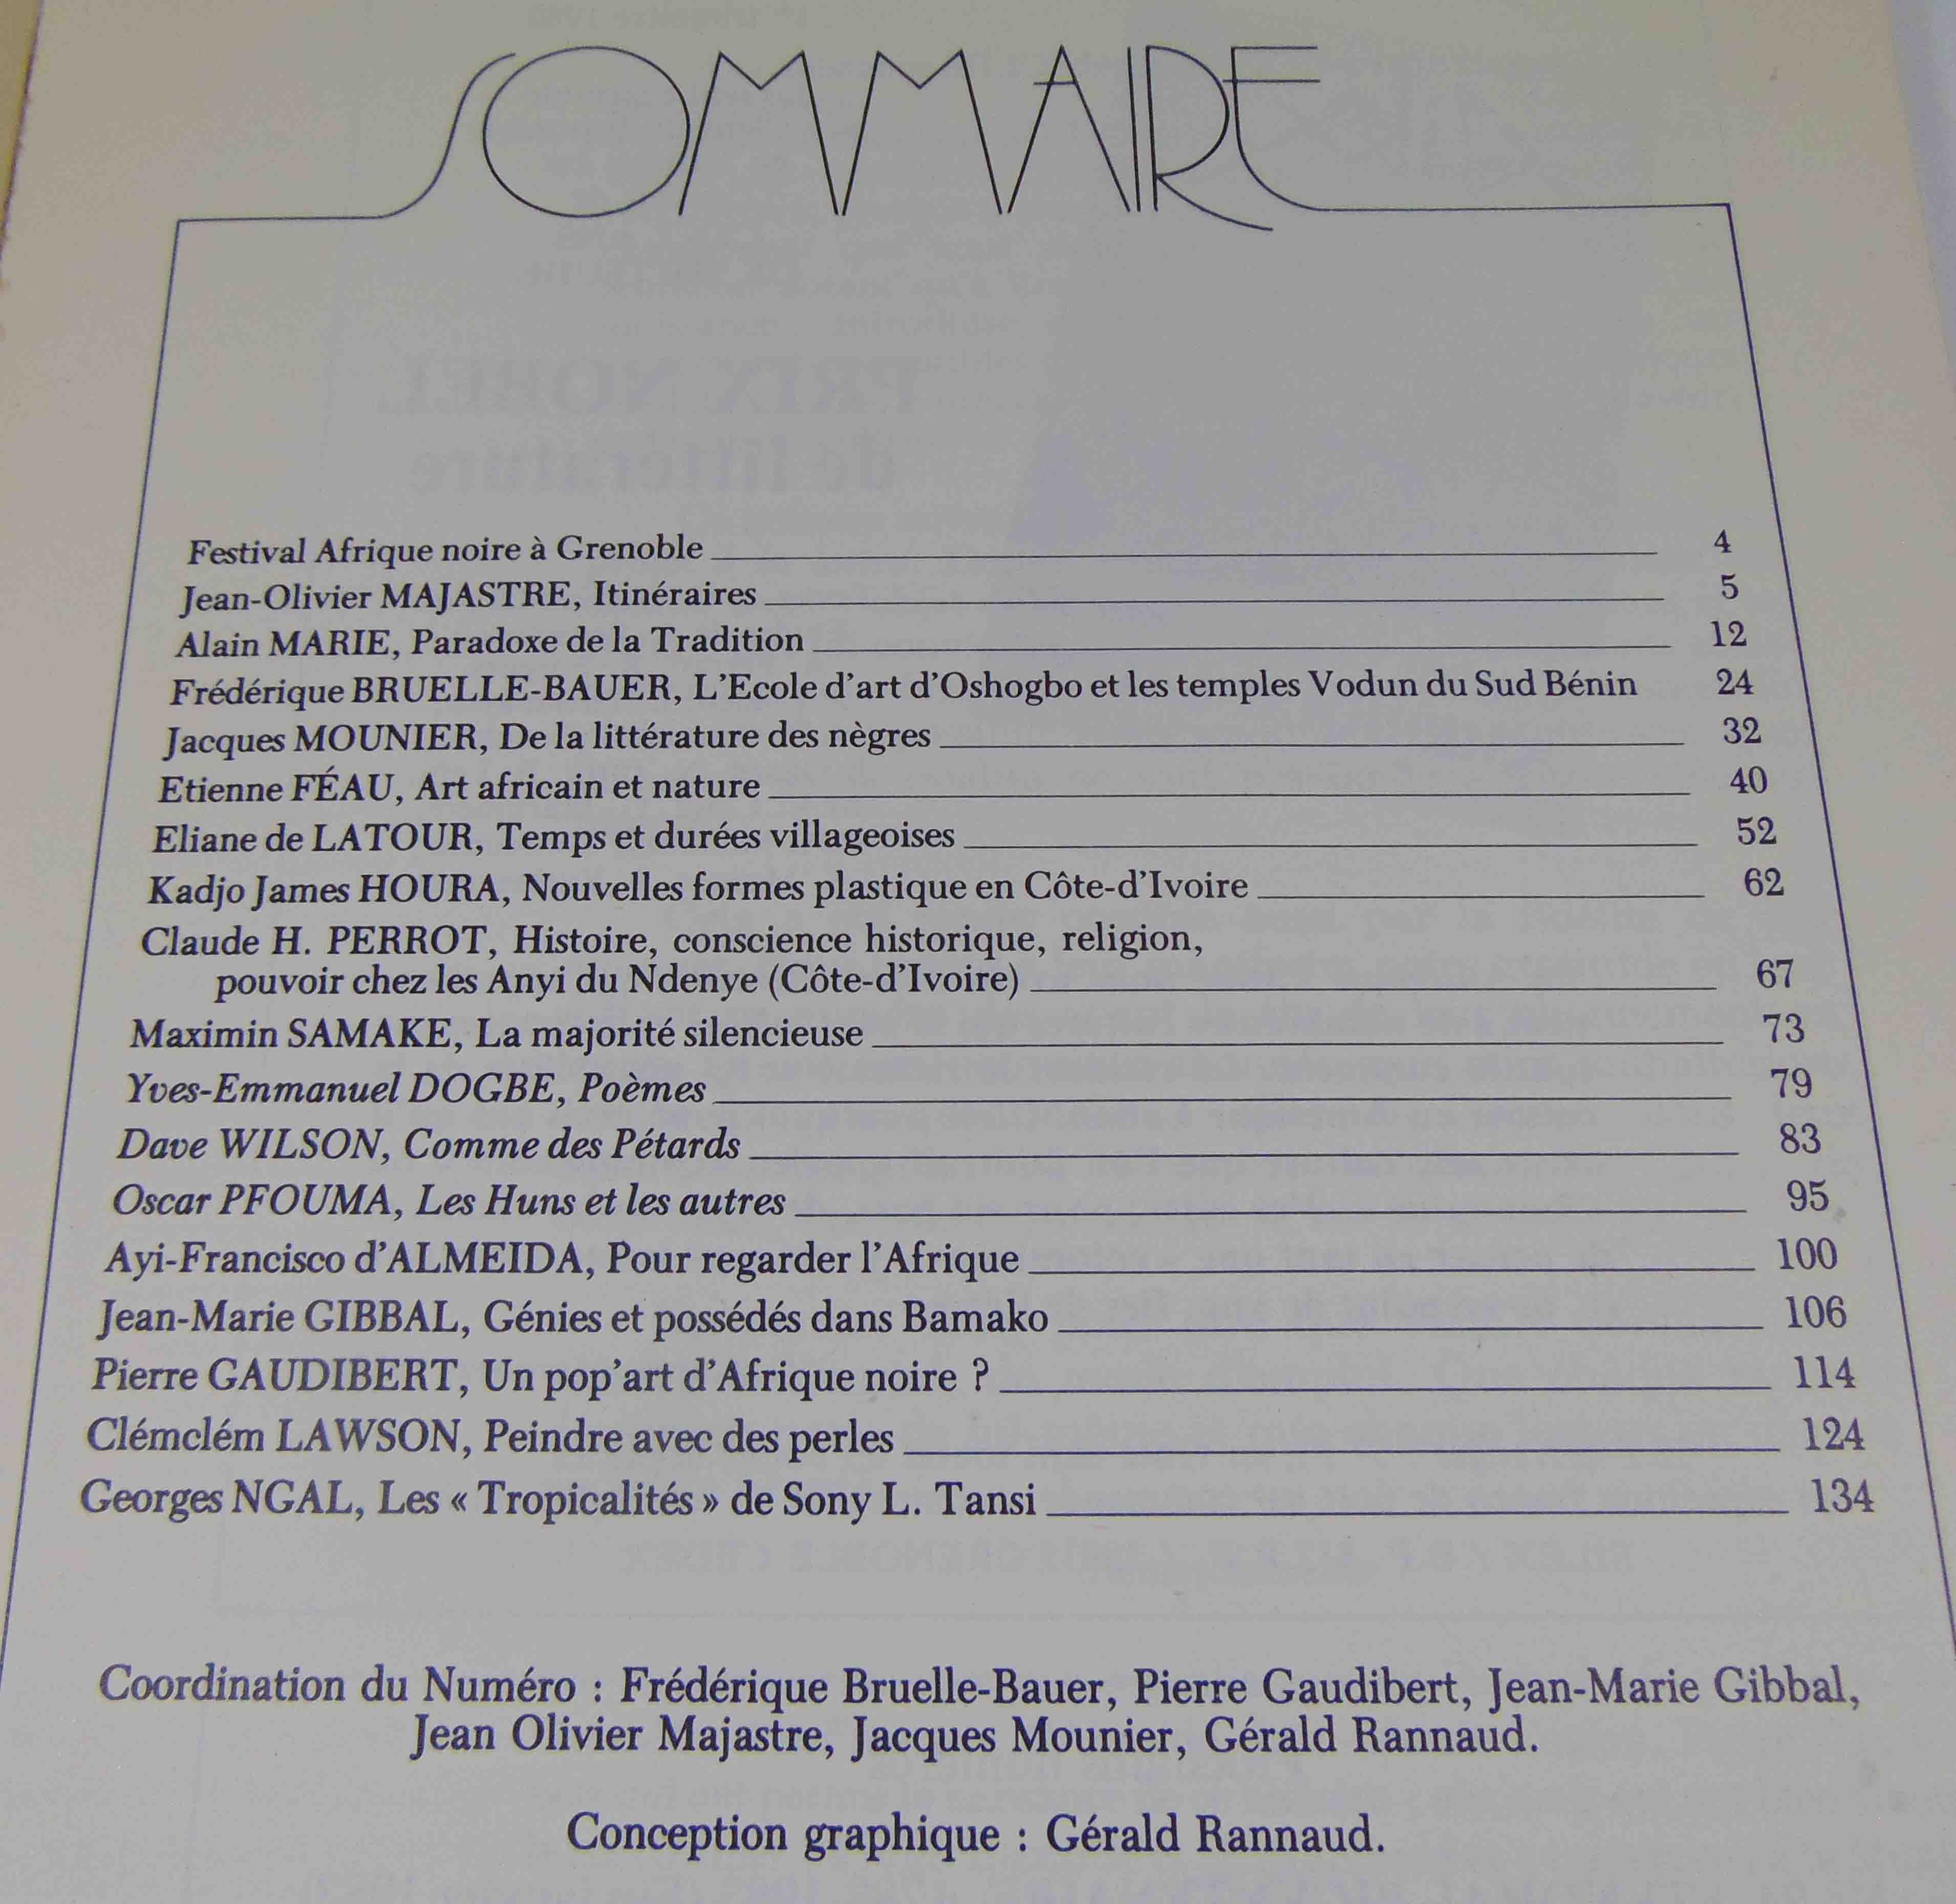 SOMMAIRE
Festival Afrique noire à Grenoble 4
Jean-Olivier MAJASTRE, Itinéraires 5
Alain MARIE, Paradoxe de la Tradition 12
Frédérique BRUELLE-BAUER, L'Ecole d'art d'Oshogbo et les temples Vodun du Sud Bénin 24
Jacques MOUNIER, De la littérature des nègres 32
Etienne FÉAU, Art africain et nature 40
Eliane de LATOUR, Temps et durées villageoises 52
Kadjo James HOURA, Nouvelles formes plastique en Côte-d'Ivoire 62
Claude H. PERROT, Histoire, conscience historique, religion,
pouvoir chez les Anyi du Ndenye (Côte-d'Ivoire) 67
Maximin SAMAKE, La majorité silencieuse 73
Yves-Emmanuel DOGBE, Poèmes 79
Dave WILSON, Comme des Pétards 83
Oscar PFOUMA, Les Huns et les autres 95
Ayi-Francisco d'ALMEIDA, Pour regarder l'Afrique 100
Jean-Marie GIBBAL, Génies et possédés dans Bamako 106
Pierre GAUDIBERT, Un pop'art d'Afrique noire ? 114
Clémclém LAWSON, Peindre avec des perles 124
Georges NGAL, Les « Tropicalités » de Sony L. Tansi 134
Coordination du Numéro : Frédérique Bruelle-Bauer, Pierre Gaudibert, Jean-Marie Gibbal,
Jean Olivier Majastre, Jacques Mounier, Gérald Rannaud.
Conception graphique : Gérald Rannaud.